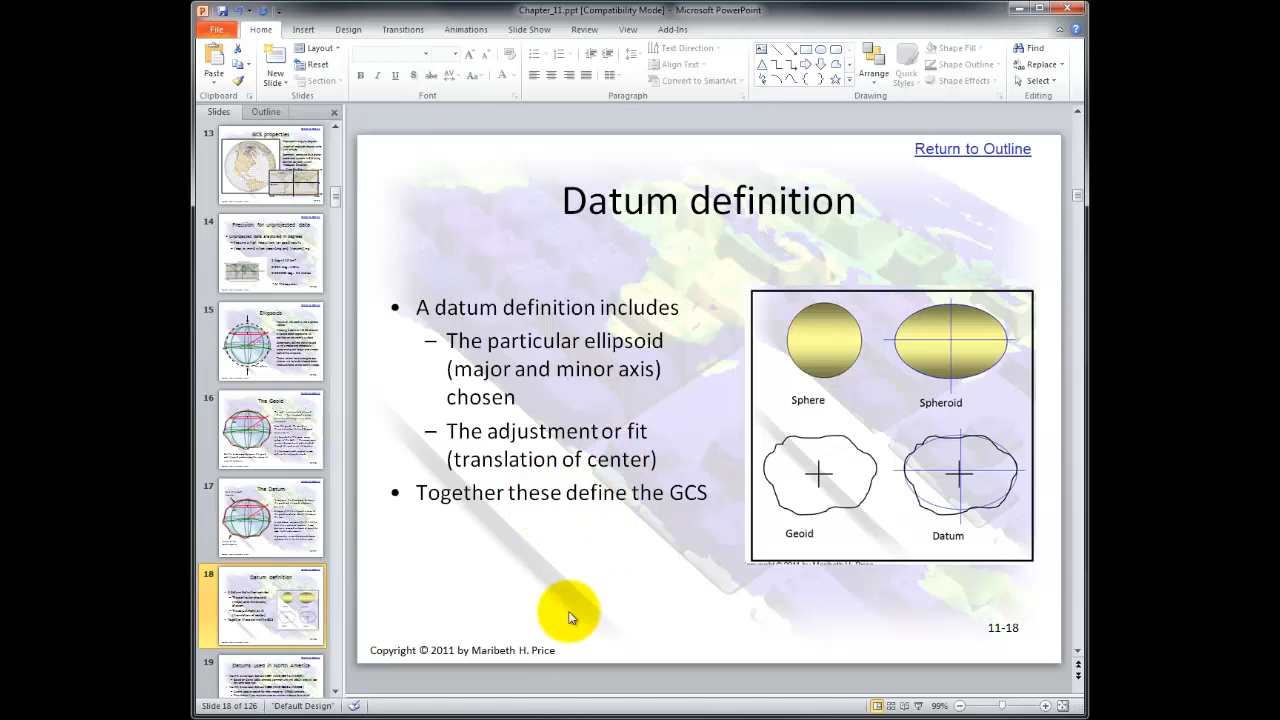 Chapter_11.ppt [Compatibility Mode] – Microsoft PowerPoint
File Home Insert Design Transitions Animations Slide Show Review View Add-Ins
Paste
Clipboard
New
Slide
Layout
Reset
Section
Slides
Font
Text Direction
Align Text
Convert to SmartArt
Paragraph
Arrange
Quick
Styles
Shape Fill
Shape Outline
Shape Effects
Drawing
Find
Replace
Select
Editing
Slides Outline
13
GCS properties
14
Precision for unprojected data
15
Ellipsoids
16
The Geoid
17
The Datum
18
Datum definition
19
Datums used in North America
Return to Outline
Datum definition
• A datum definition includes
– The particular ellipsoid
(major and minor axis)
chosen
– The adjustment or fit
(translation of center)
• Together these define the GCS
Sphere
Spheroid
Geoid
Datum
11-18
Copyright © 2011 by Maribeth H. Price
Slide 18 of 126 "Default Design" 99%